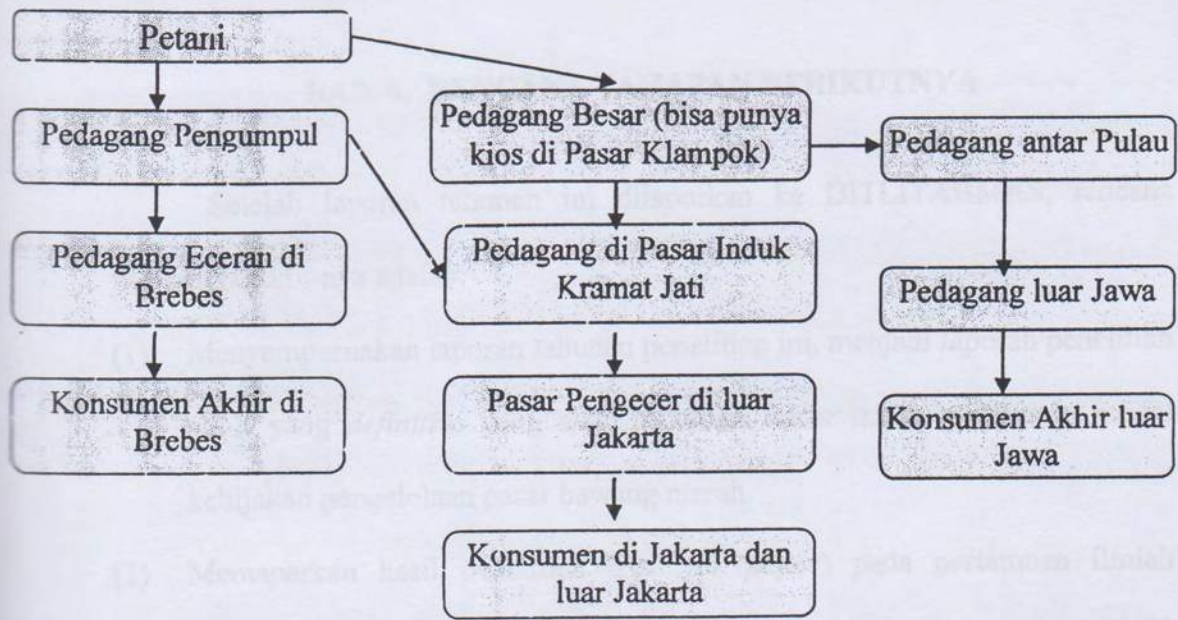 Petani
Pedagang Pengumpul
Pedagang Eceran di
Brebes
Konsumen Akhir di
Brebes
Pedagang Besar (bisa punya
kios di Pasar Klampok)
Pedagang di Pasar Induk
Kramat Jati
Pasar Pengecer di luar
Jakarta
Konsumen di Jakarta dan
luar Jakarta
Pedagang antar Pulau
Pedagang luar Jawa
Konsumen Akhir luar
Jawa